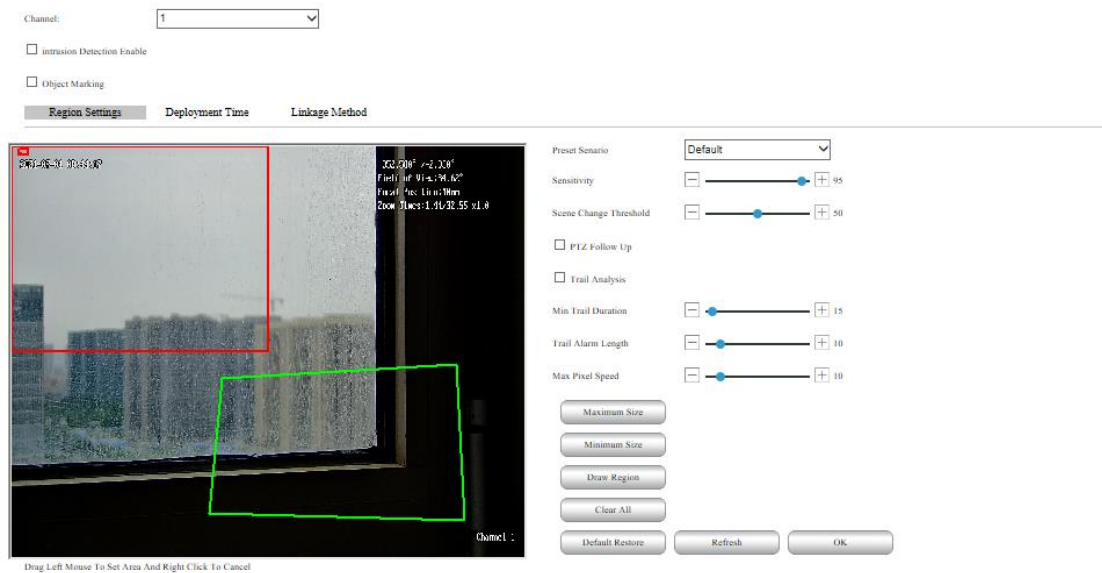 Channel:
1
intrusion Detection Enable
Object Marking
Region Settings
Deployment Time
Linkage Method
Field of View:
Channel 1
Preset Senario
Default
Sensitivity
95
Scene Change Threshold
50
PTZ Follow Up
Trail Analysis
Min Trail Duration
15
Trail Alarm Length
10
Max Pixel Speed
10
Maximum Size
Minimum Size
Draw Region
Clear All
Default Restore
Refresh
OK
Drag Left Mouse To Set Area And Right Click To Cancel